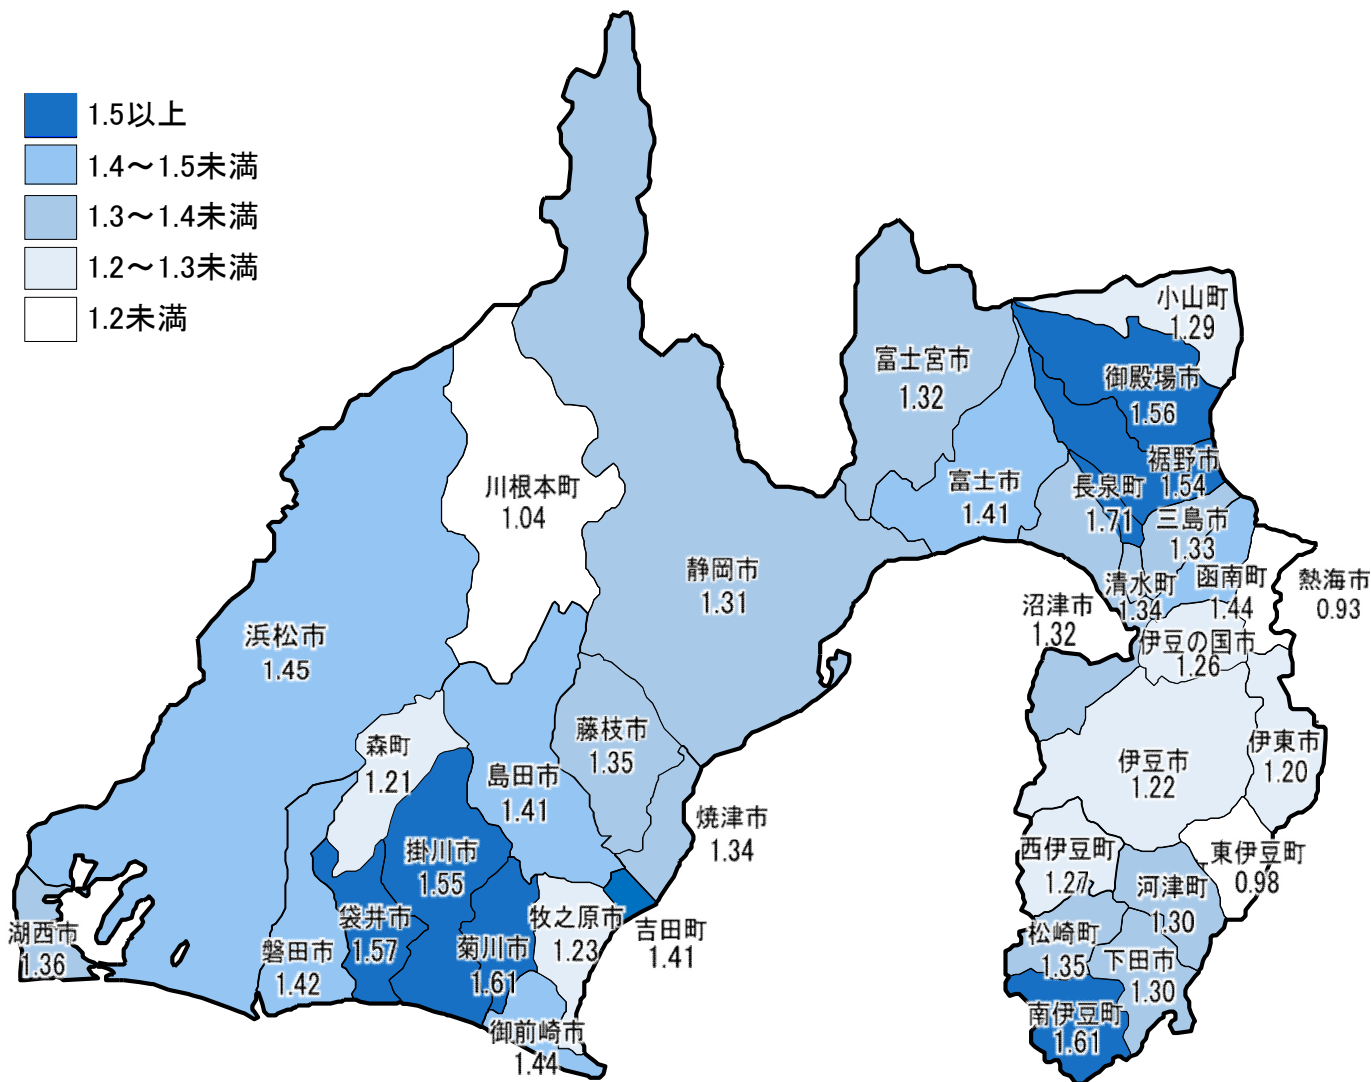 1.5以上
1.4～1.5未満
1.3～1.4未満
1.2～1.3未満
1.2未満
小山町
1.29
富士宮市
1.32
御殿場市
1.56
裾野市
1.54
川根本町
1.04
富士市
1.41
長泉町
1.71
三島市
1.33
静岡市
1.31
清水町
1.34
函南町
1.44
熱海市
0.93
沼津市
1.32
浜松市
1.45
伊豆の国市
1.26
藤枝市
1.35
森町
1.21
島田市
1.41
伊豆市
1.22
伊東市
1.20
焼津市
1.34
掛川市
1.55
西伊豆町
1.27
東伊豆町
0.98
河津町
1.30
湖西市
1.36
磐田市
1.42
袋井市
1.57
菊川市
1.61
牧之原市
1.23
吉田町
1.41
松崎町
1.35
下田市
1.30
御前崎市
1.44
南伊豆町
1.61